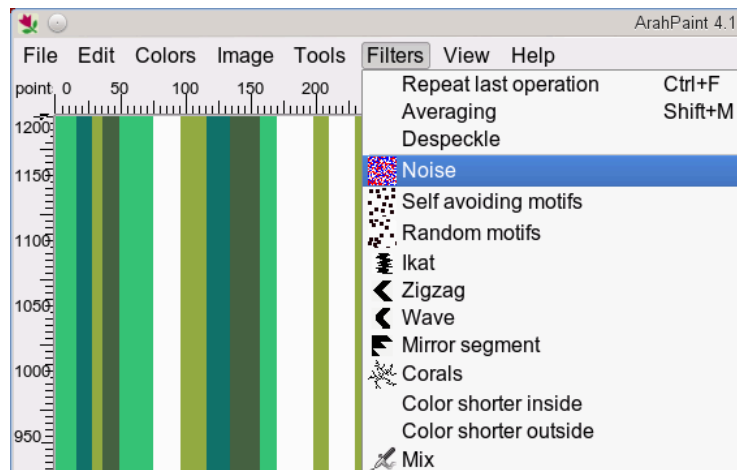 ArahPaint 4.1
File Edit Colors Image Tools Filters View Help
point 0 50 100 150 200
Repeat last operation Ctrl+F
Averaging Shift+M
Despeckle
1200
Noise
1150
Self avoiding motifs
Random motifs
1100
Ikat
Zigzag
1050
Wave
Mirror segment
1000
Corals
Color shorter inside
Color shorter outside
950
Mix